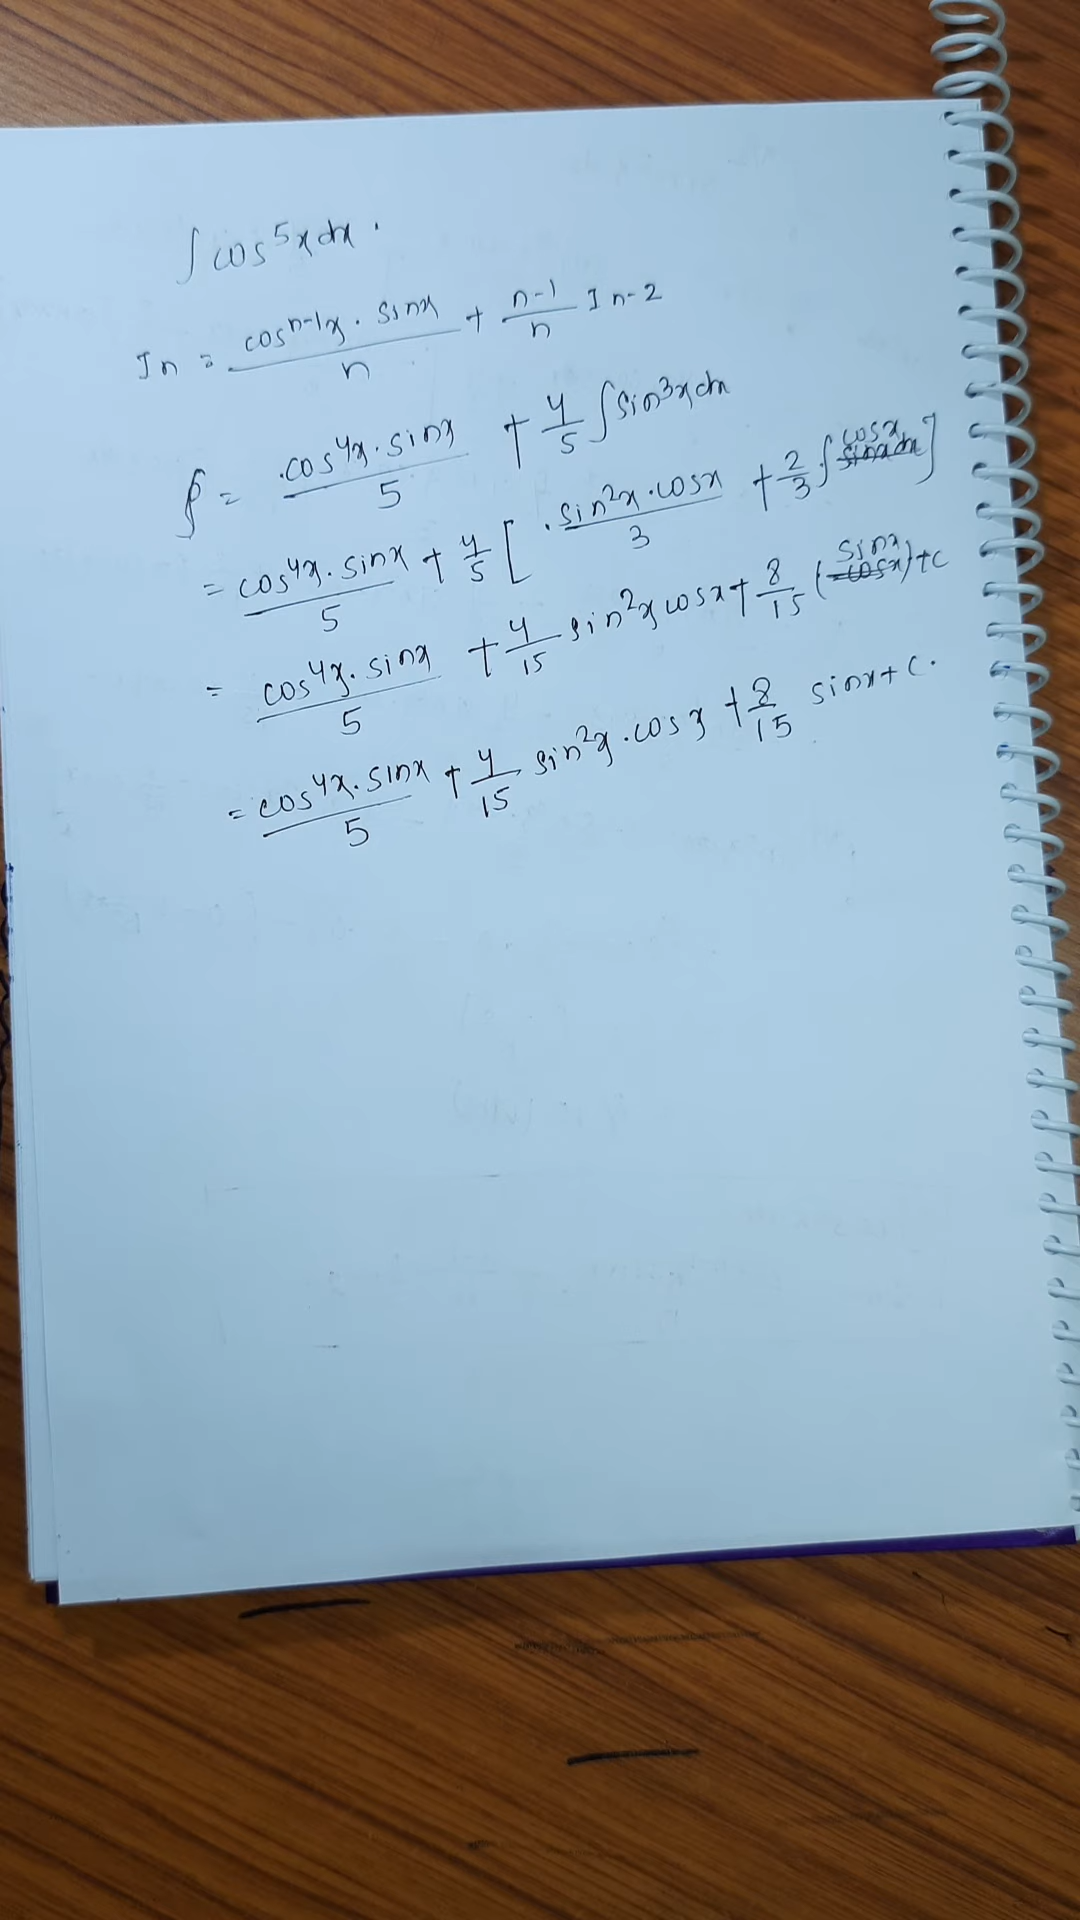 ∫ cos⁵x dx .
In = cosⁿ⁻¹x . sinx / n + n-1 / n In-2
∫ = .cos⁴x . sinx / 5 + 4/5 ∫ sin³x dx
= cos⁴x . sinx / 5 + 4/5 [ . sin²x . cosx / 3 + 2/3 ∫ cosx ~~sinx dx~~ ]
= cos⁴x . sinx / 5 + 4/15 sin²x cosx + 8/15 ( sinx ~~-cosx~~ ) + c
= cos⁴x . sinx / 5 + 4/15 sin²x . cosx + 8/15 sinx + c .